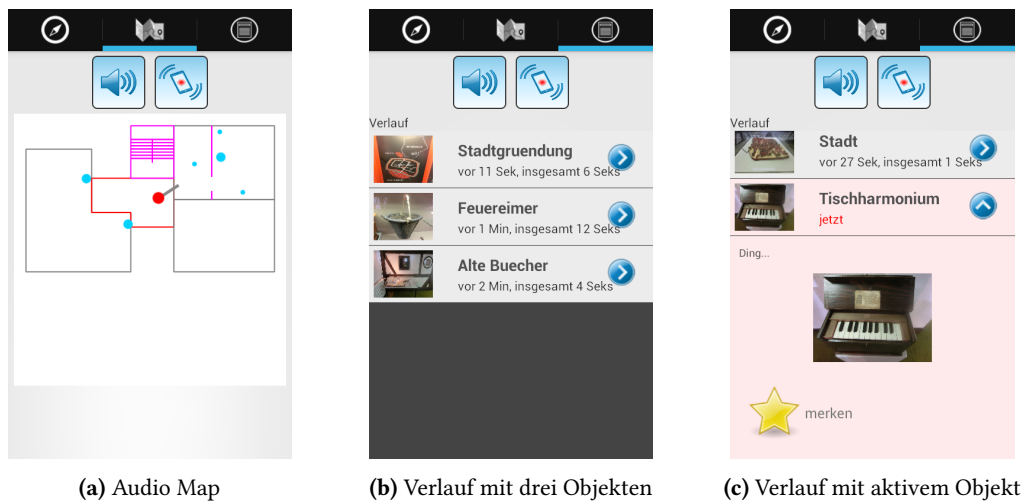 Verlauf
Stadtgruendung
vor 11 Sek, insgesamt 6 Seks
Feuereimer
vor 1 Min, insgesamt 12 Seks
Alte Buecher
vor 2 Min, insgesamt 4 Seks
Verlauf
Stadt
vor 27 Sek, insgesamt 1 Seks
Tischharmonium
jetzt
Ding...
merken
(a) Audio Map
(b) Verlauf mit drei Objekten
(c) Verlauf mit aktivem Objekt